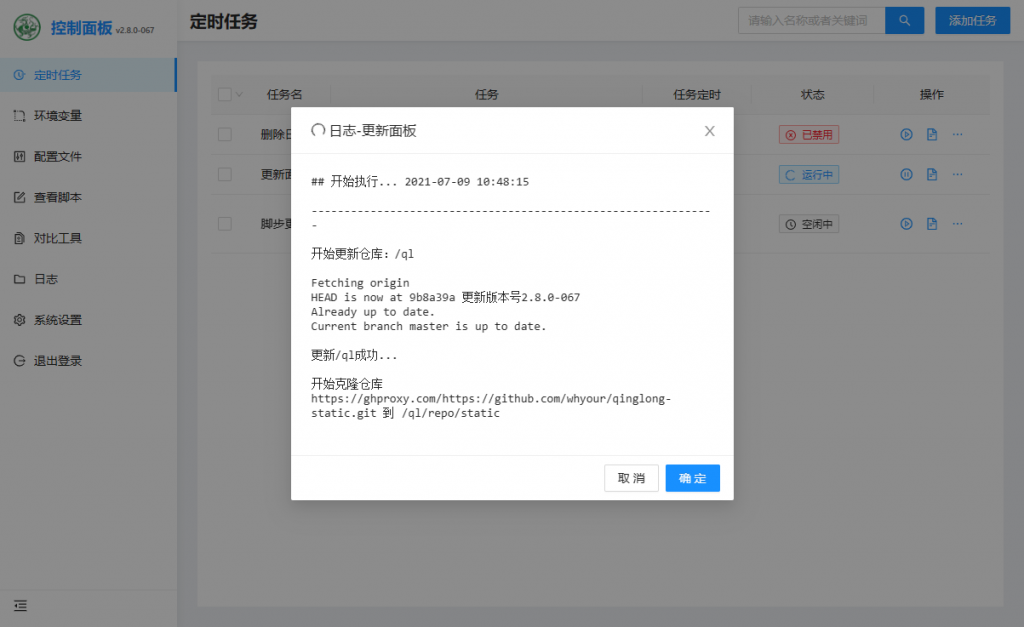 控制面板 v2.8.0-067
定时任务
环境变量
配置文件
查看脚本
对比工具
日志
系统设置
退出登录
定时任务
请输入名称或者关键词
添加任务
任务名 任务 任务定时 状态 操作
删除 已禁用
更新 运行中
脚步 空闲中
日志-更新面板
## 开始执行... 2021-07-09 10:48:15
-------------------------------------------------------------
-
开始更新仓库：/ql
Fetching origin
HEAD is now at 9b8a39a 更新版本号2.8.0-067
Already up to date.
Current branch master is up to date.
更新/ql成功...
开始克隆仓库
https://ghproxy.com/https://github.com/whyour/qinglong-
static.git 到 /ql/repo/static
取 消
确 定